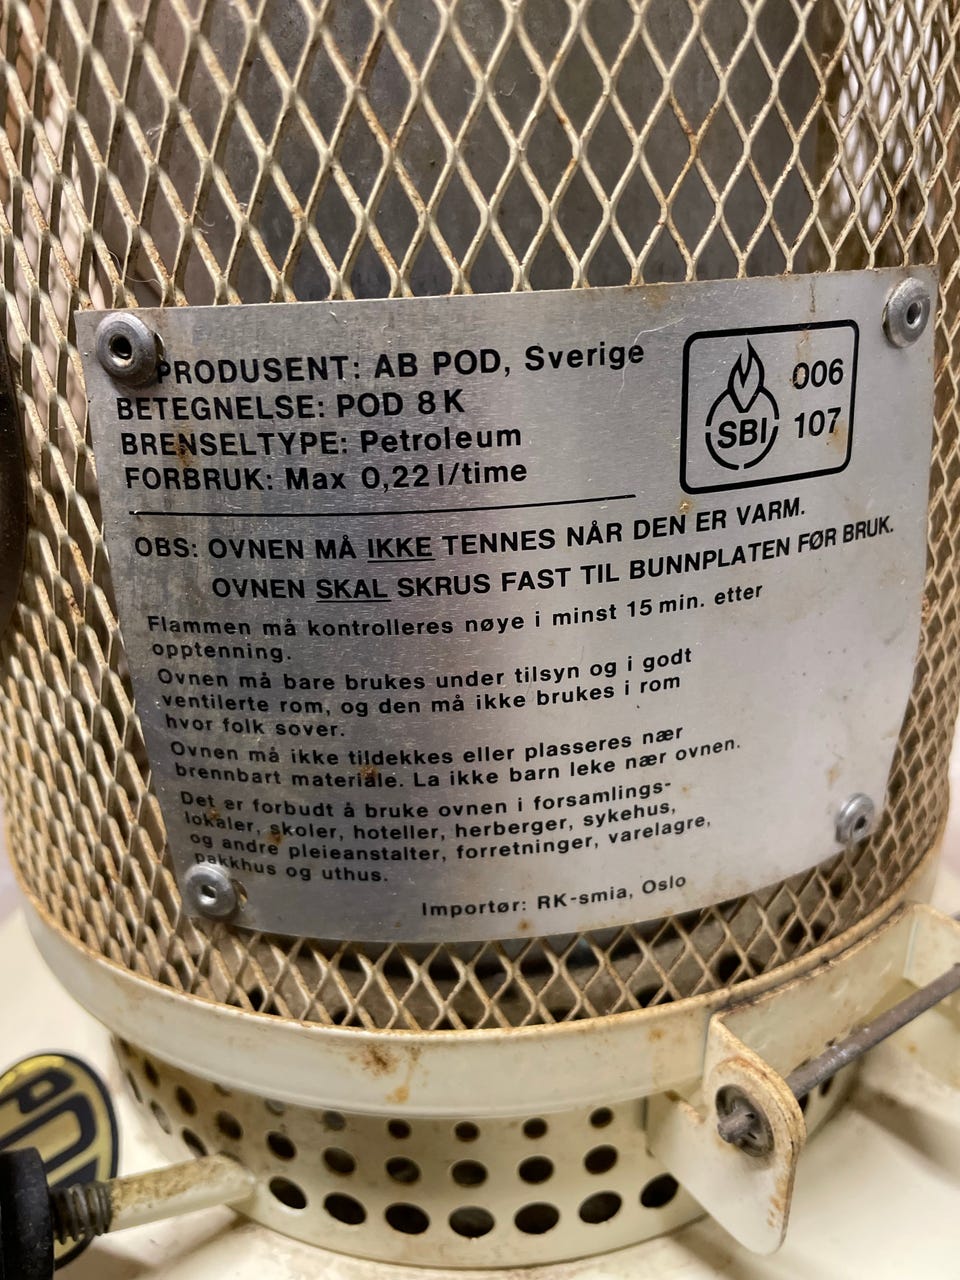 PRODUSENT: AB POD, Sverige
BETEGNELSE: POD 8 K
BRENSELTYPE: Petroleum
FORBRUK: Max 0,22 l/time
006
SBI
107
OBS: OVNEN MÅ IKKE TENNES NÅR DEN ER VARM.
OVNEN SKAL SKRUS FAST TIL BUNNPLATEN FØR BRUK.
Flammen må kontrolleres nøye i minst 15 min. etter
opptenning.
Ovnen må bare brukes under tilsyn og i godt
ventilerte rom, og den må ikke brukes i rom
hvor folk sover.
Ovnen må ikke tildekkes eller plasseres nær
brennbart materiale. La ikke barn leke nær ovnen.
Det er forbudt å bruke ovnen i forsamlings-
lokaler, skoler, hoteller, herberger, sykehus,
og andre pleieanstalter, forretninger, varelagre,
pakkhus og uthus.
Importør: RK-smia, Oslo